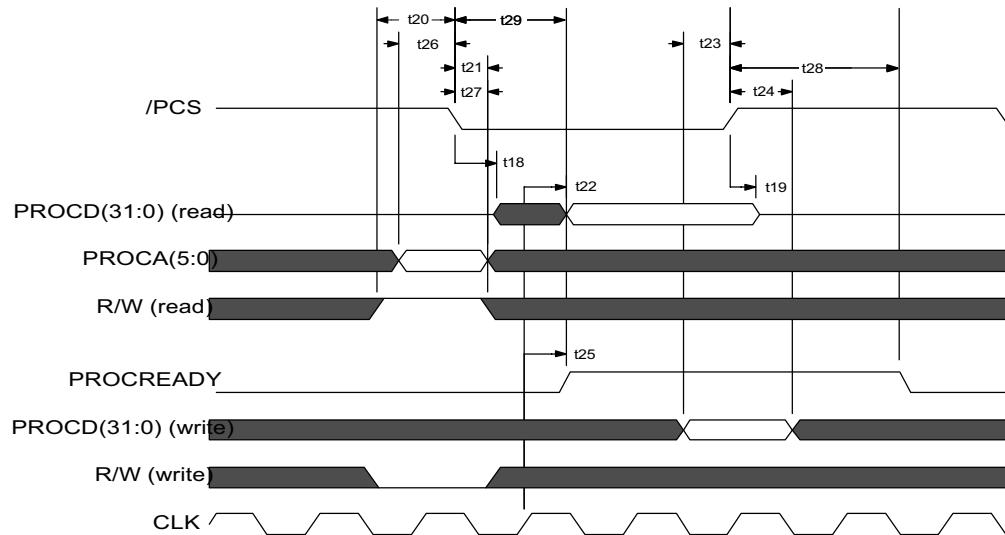 t20
t29
t26
t23
t21
t28
t27
t24
/PCS
t18
t22
t19
PROCD(31:0) (read)
PROCA(5:0)
R/W (read)
t25
PROCREADY
PROCD(31:0) (write)
R/W (write)
CLK